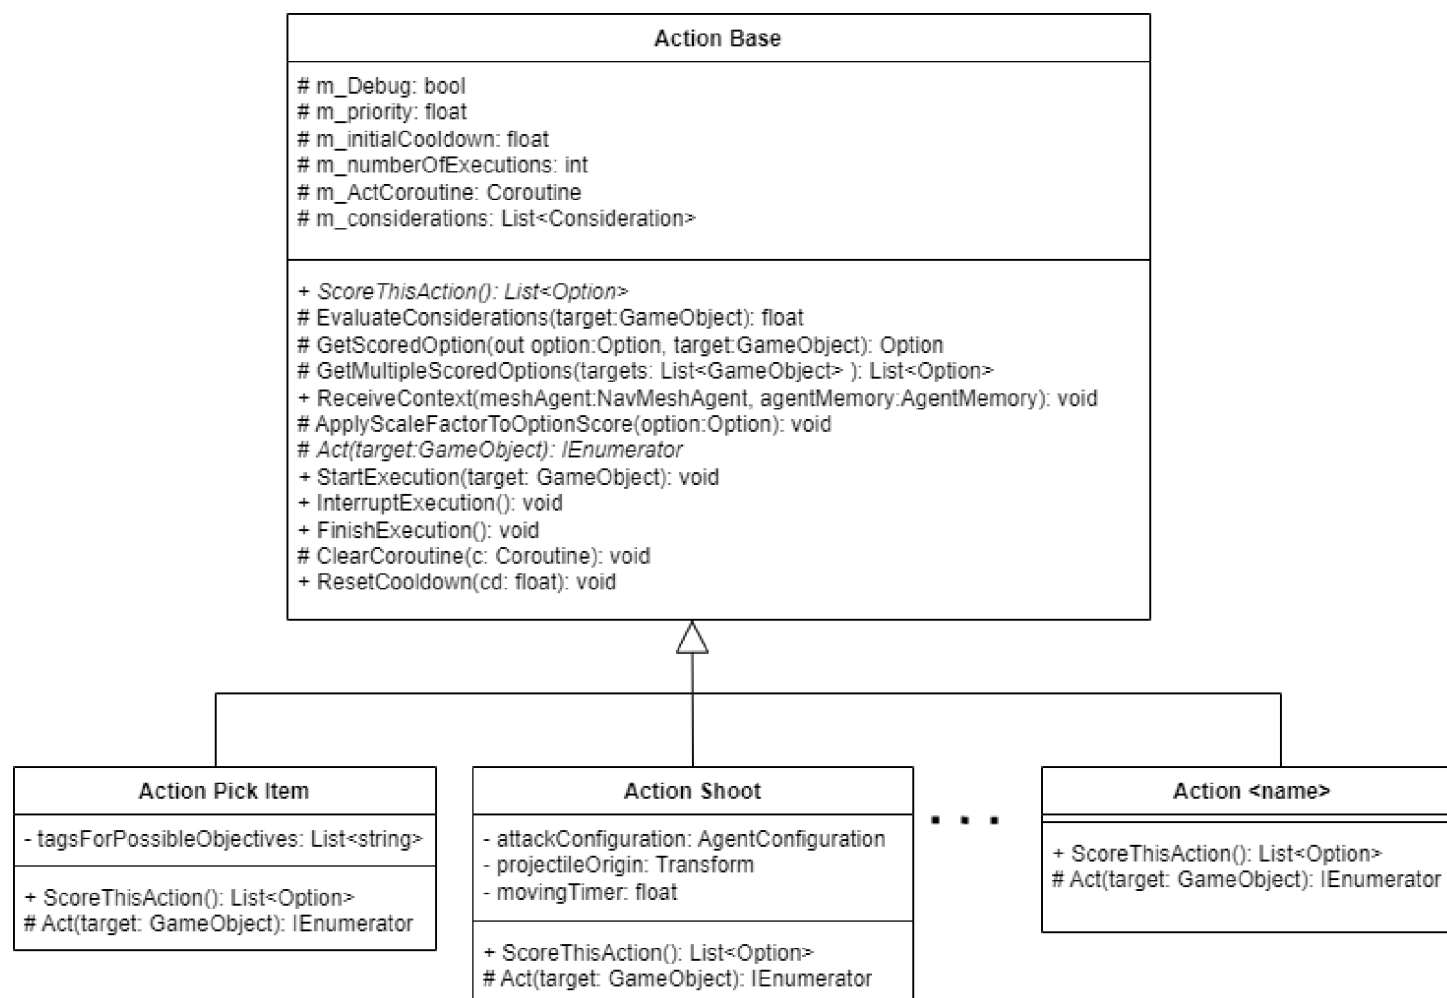 Action Base
# m_Debug: bool
# m_priority: float
# m_initialCooldown: float
# m_numberOfExecutions: int
# m_ActCoroutine: Coroutine
# m_considerations: List<Consideration>
+ ScoreThisAction(): List<Option>
# EvaluateConsiderations(target:GameObject): float
# GetScoredOption(out option:Option, target:GameObject): Option
# GetMultipleScoredOptions(targets: List<GameObject> ): List<Option>
+ ReceiveContext(meshAgent:NavMeshAgent, agentMemory:AgentMemory): void
# ApplyScaleFactorToOptionScore(option:Option): void
# Act(target:GameObject): IEnumerator
+ StartExecution(target: GameObject): void
+ InterruptExecution(): void
+ FinishExecution(): void
# ClearCoroutine(c: Coroutine): void
+ ResetCooldown(cd: float): void
Action Pick Item
- tagsForPossibleObjectives: List<string>
+ ScoreThisAction(): List<Option>
# Act(target: GameObject): IEnumerator
Action Shoot
- attackConfiguration: AgentConfiguration
- projectileOrigin: Transform
- movingTimer: float
+ ScoreThisAction(): List<Option>
# Act(target: GameObject): IEnumerator
. . .
Action <name>
+ ScoreThisAction(): List<Option>
# Act(target: GameObject): IEnumerator